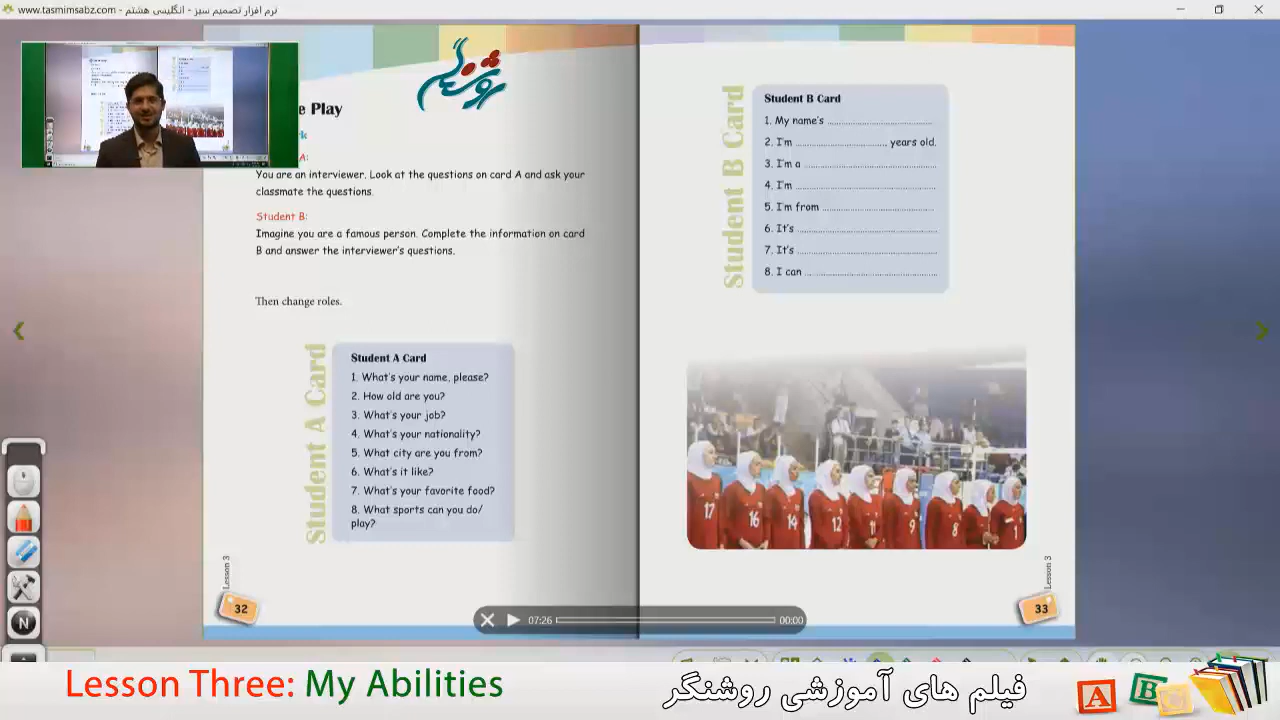 نرم افزار تصمیم سبز - انگلیسی هشتم - www.tasmimsabz.com
روشنگر
Play
A:
You are an interviewer. Look at the questions on card A and ask your
classmate the questions.
Student B:
Imagine you are a famous person. Complete the information on card
B and answer the interviewer's questions.
Then change roles.
Student A Card
Student A Card
1. What's your name, please?
2. How old are you?
3. What's your job?
4. What's your nationality?
5. What city are you from?
6. What's it like?
7. What's your favorite food?
8. What sports can you do/
play?
Lesson 3
32
Student B Card
Student B Card
1. My name's ..............................
2. I'm .............................. years old.
3. I'm a ..............................
4. I'm ..............................
5. I'm from ..............................
6. It's ..............................
7. It's ..............................
8. I can ..............................
17
16
14
12
11
9
8
1
Lesson 3
33
N
07:26
00:00
Lesson Three: My Abilities
فیلم های آموزشی روشنگر
A
B
C